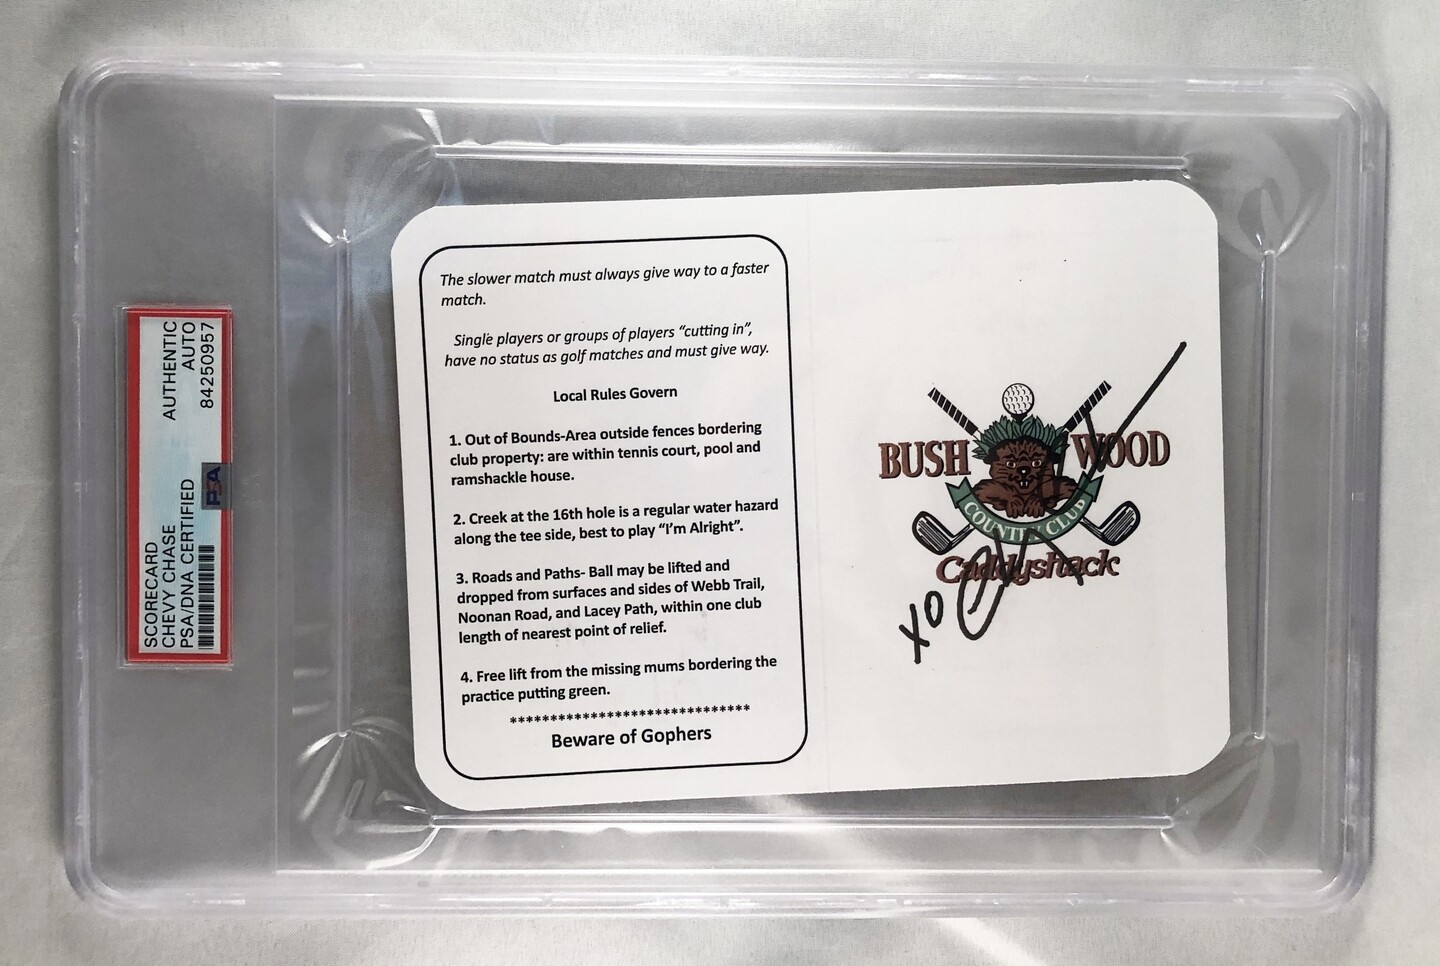 SCORECARD
CHEVY CHASE
PSA/DNA CERTIFIED
AUTHENTIC
AUTO
84250957
PSA
The slower match must always give way to a faster
match.
Single players or groups of players “cutting in”,
have no status as golf matches and must give way.
Local Rules Govern
1. Out of Bounds-Area outside fences bordering
club property: are within tennis court, pool and
ramshackle house.
2. Creek at the 16th hole is a regular water hazard
along the tee side, best to play “I’m Alright”.
3. Roads and Paths- Ball may be lifted and
dropped from surfaces and sides of Webb Trail,
Noonan Road, and Lacey Path, within one club
length of nearest point of relief.
4. Free lift from the missing mums bordering the
practice putting green.
******************************
Beware of Gophers
BUSH WOOD
COUNTRY CLUB
Caddyshack
XO